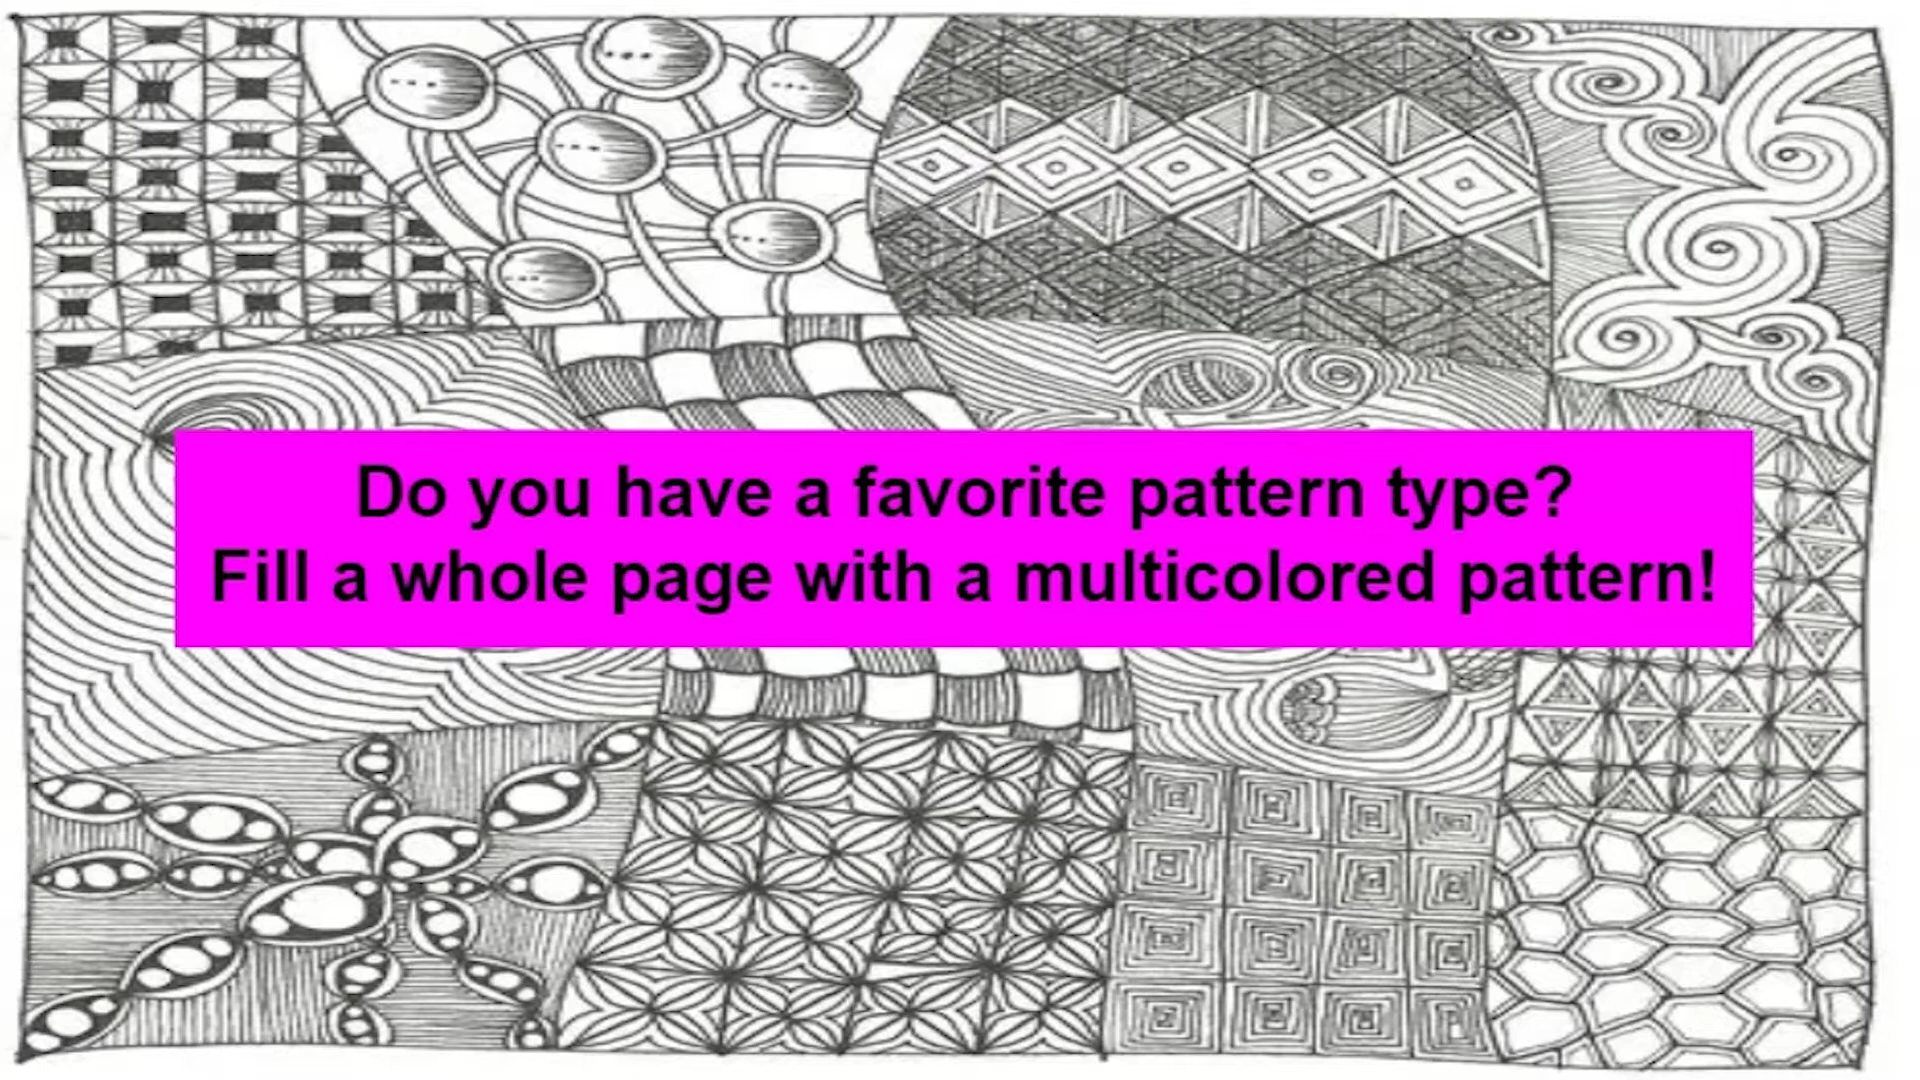 Do you have a favorite pattern type?
Fill a whole page with a multicolored pattern!